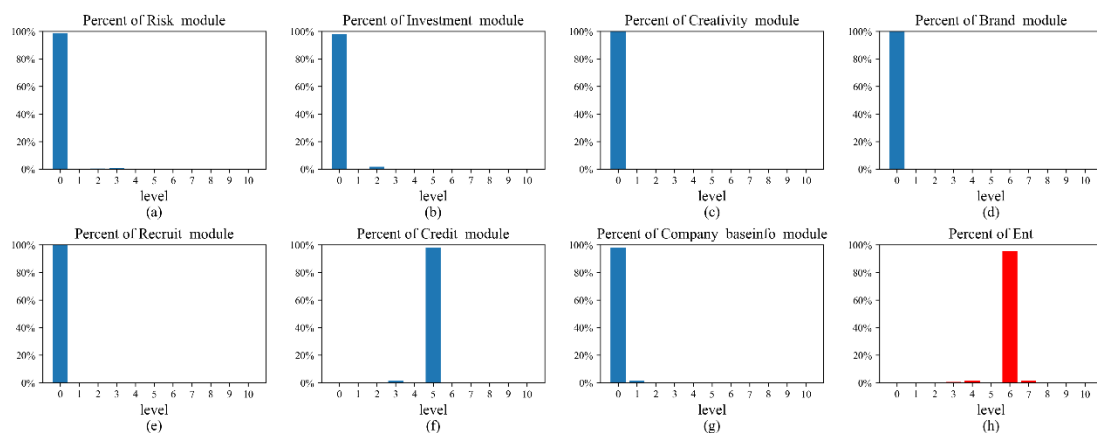 Percent of Risk module
100%
80%
60%
40%
20%
0%
0 1 2 3 4 5 6 7 8 9 10
level
(a)
Percent of Investment module
100%
80%
60%
40%
20%
0%
0 1 2 3 4 5 6 7 8 9 10
level
(b)
Percent of Creativity module
100%
80%
60%
40%
20%
0%
0 1 2 3 4 5 6 7 8 9 10
level
(c)
Percent of Brand module
100%
80%
60%
40%
20%
0%
0 1 2 3 4 5 6 7 8 9 10
level
(d)
Percent of Recruit module
100%
80%
60%
40%
20%
0%
0 1 2 3 4 5 6 7 8 9 10
level
(e)
Percent of Credit module
100%
80%
60%
40%
20%
0%
0 1 2 3 4 5 6 7 8 9 10
level
(f)
Percent of Company baseinfo module
100%
80%
60%
40%
20%
0%
0 1 2 3 4 5 6 7 8 9 10
level
(g)
Percent of Ent
100%
80%
60%
40%
20%
0%
0 1 2 3 4 5 6 7 8 9 10
level
(h)